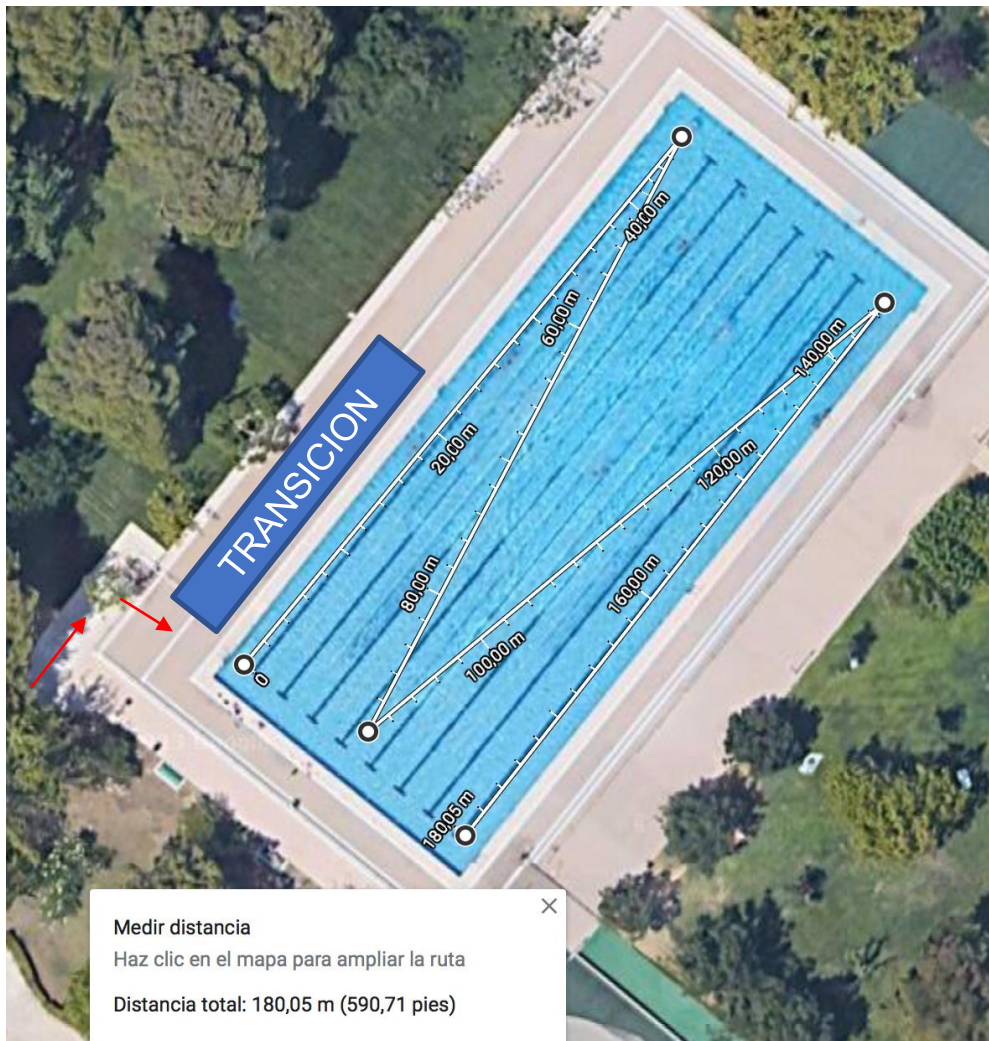 40,00 m
60,00 m
140,00 m
20,00 m
TRANSICION
120,00 m
80,00 m
160,00 m
100,00 m
0
180,05 m
Medir distancia
Haz clic en el mapa para ampliar la ruta
Distancia total: 180,05 m (590,71 pies)